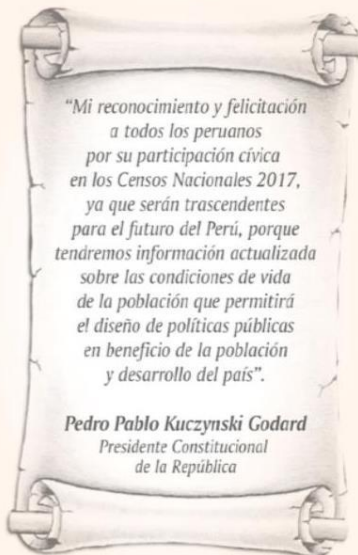 “Mi reconocimiento y felicitación
a todos los peruanos
por su participación cívica
en los Censos Nacionales 2017,
ya que serán trascendentes
para el futuro del Perú, porque
tendremos información actualizada
sobre las condiciones de vida
de la población que permitirá
el diseño de políticas públicas
en beneficio de la población
y desarrollo del país”.
Pedro Pablo Kuczynski Godard
Presidente Constitucional
de la República